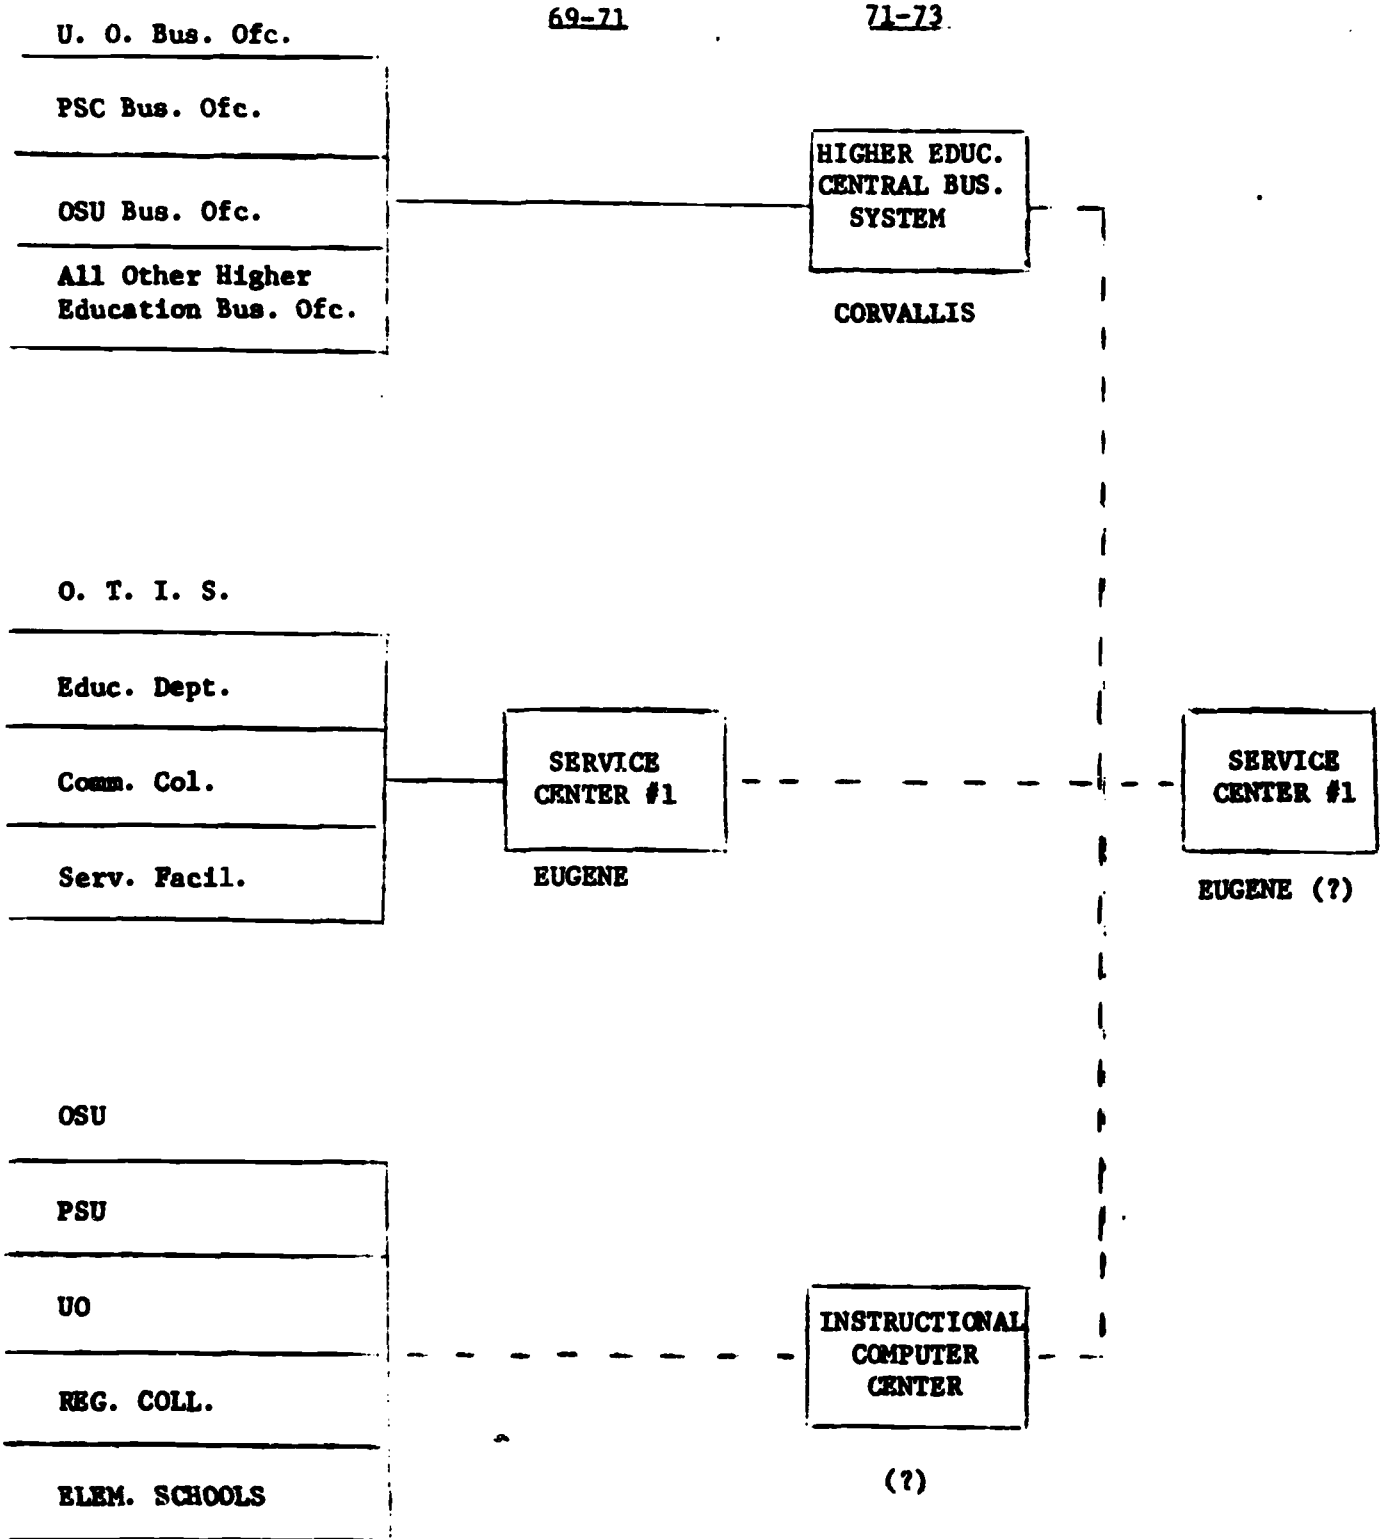 69-71
71-73
U. O. Bus. Ofc.
PSC Bus. Ofc.
OSU Bus. Ofc.
All Other Higher
Education Bus. Ofc.
HIGHER EDUC.
CENTRAL BUS.
SYSTEM
CORVALLIS
O. T. I. S.
Educ. Dept.
Comm. Col.
Serv. Facil.
SERVICE
CENTER #1
EUGENE
SERVICE
CENTER #1
EUGENE (?)
OSU
PSU
UO
REG. COLL.
ELEM. SCHOOLS
INSTRUCTIONAL
COMPUTER
CENTER
(?)